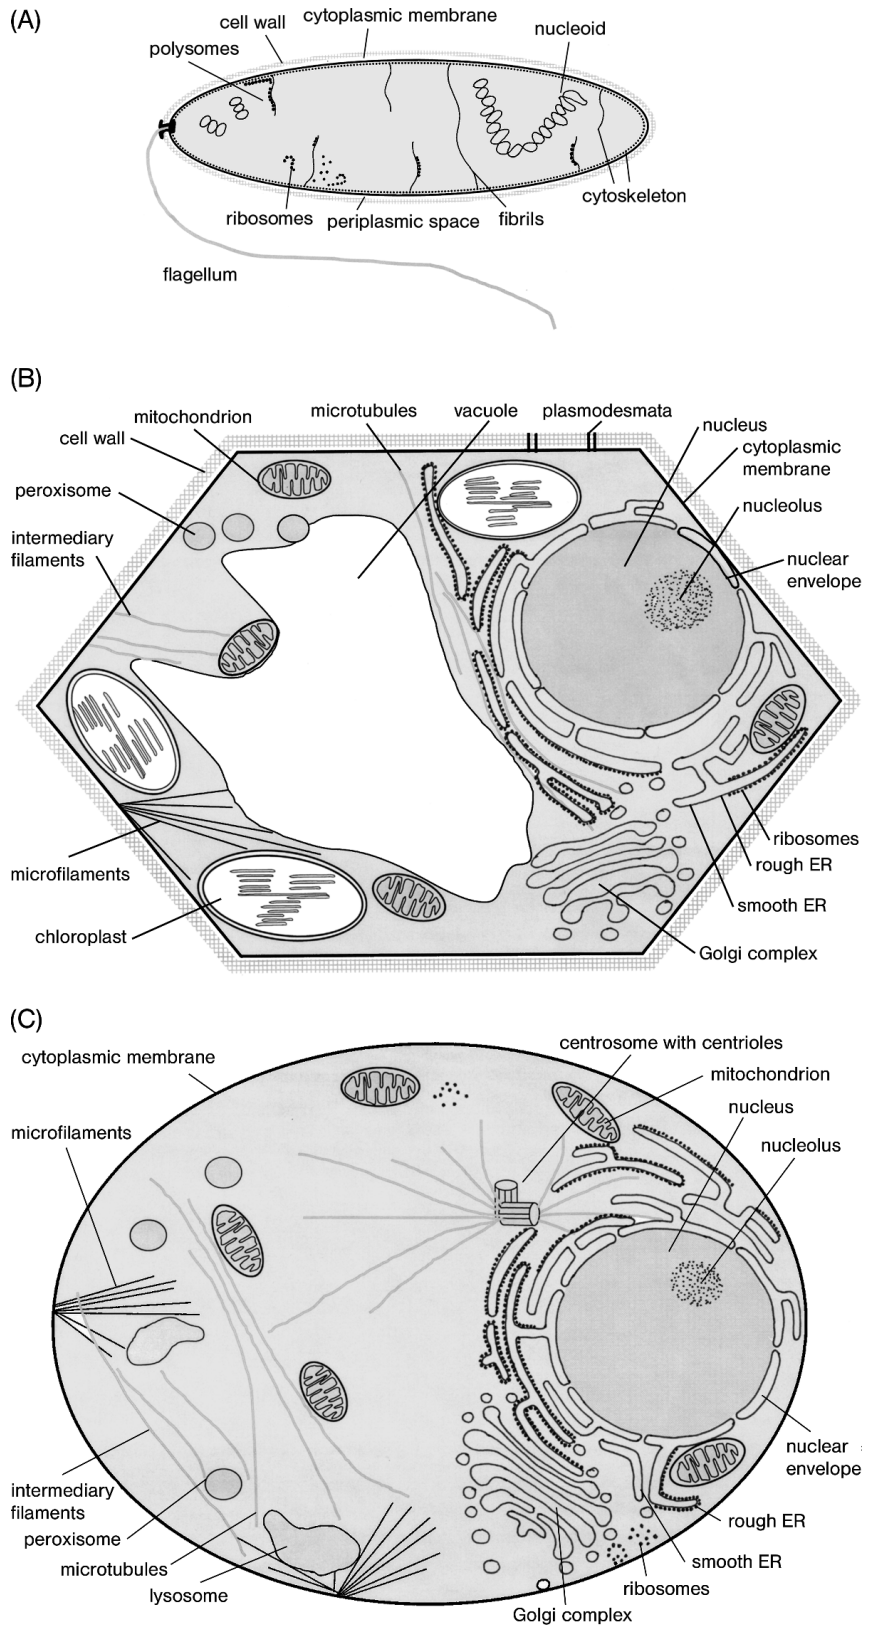 (A)
cell wall
cytoplasmic membrane
nucleoid
polysomes
ribosomes
periplasmic space
fibrils
cytoskeleton
flagellum
(B)
mitochondrion
microtubules
vacuole
plasmodesmata
cell wall
nucleus
cytoplasmic
membrane
peroxisome
nucleolus
intermediary
filaments
nuclear
envelope
ribosomes
microfilaments
rough ER
smooth ER
chloroplast
Golgi complex
(C)
centrosome with centrioles
cytoplasmic membrane
mitochondrion
nucleus
microfilaments
nucleolus
nuclear
envelope
intermediary
filaments
rough ER
peroxisome
smooth ER
microtubules
ribosomes
lysosome
Golgi complex